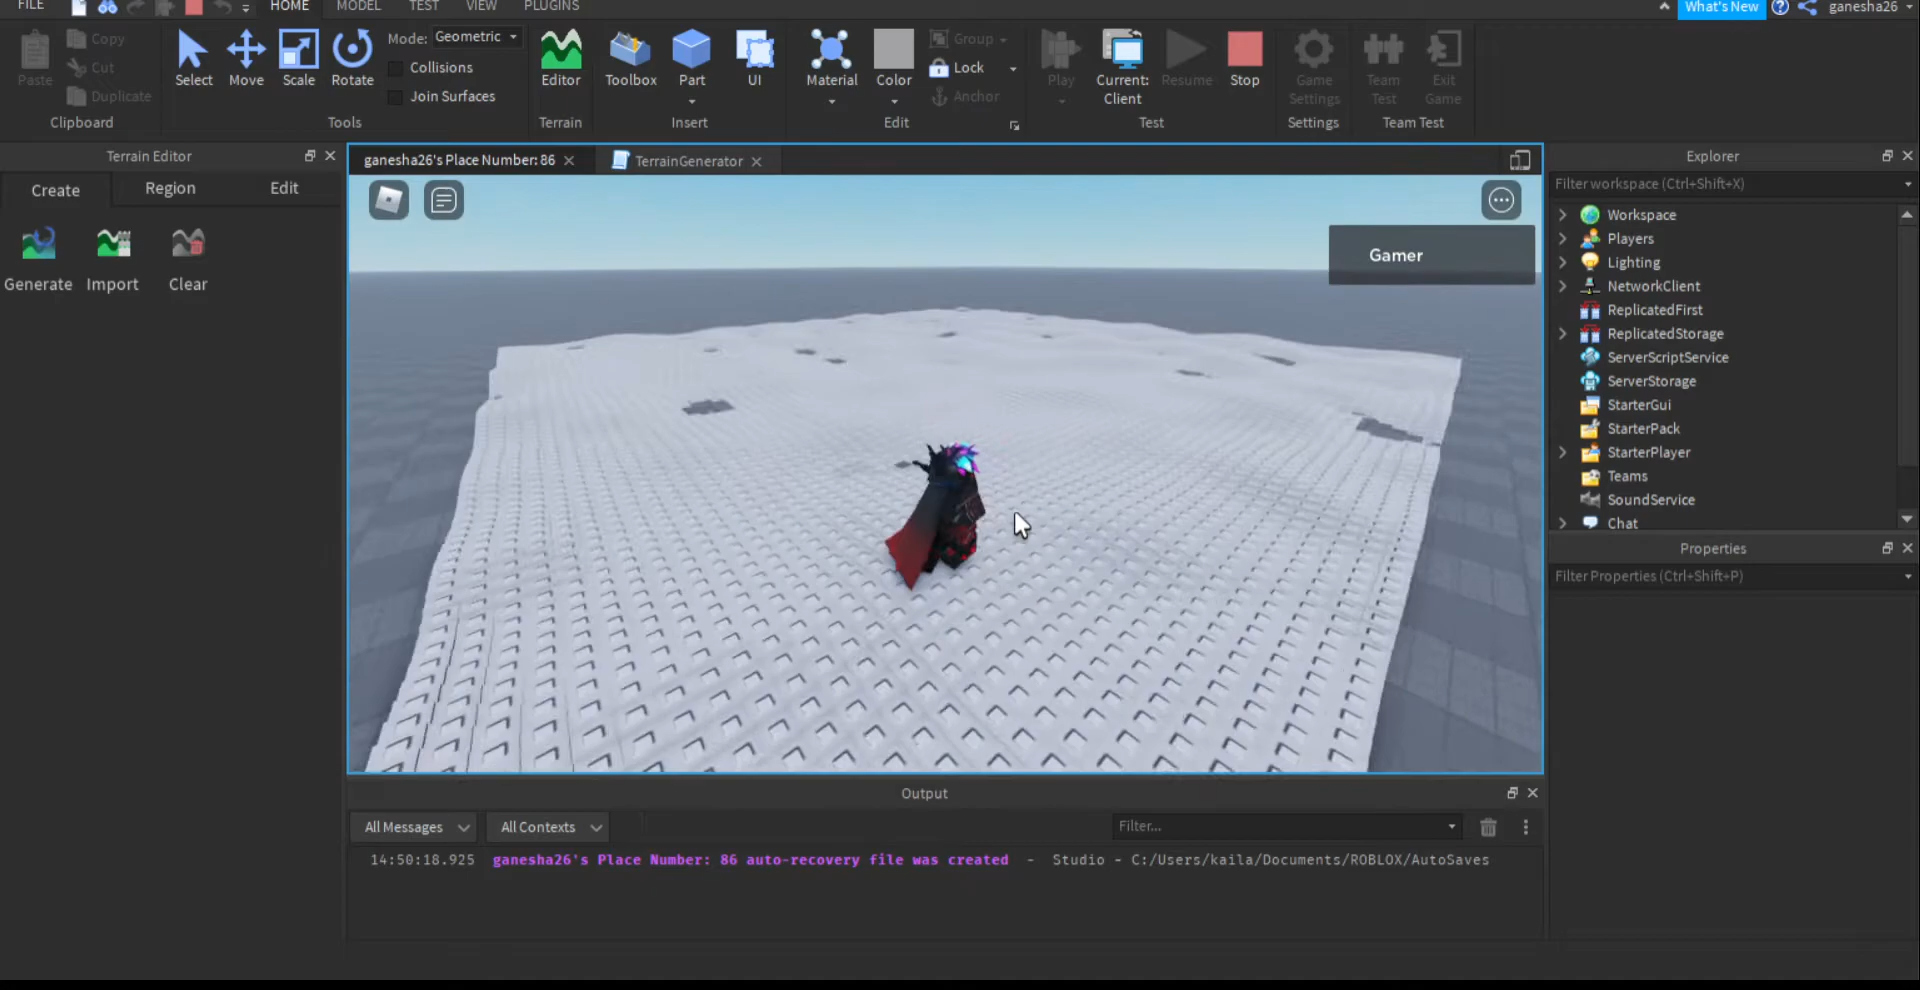 FILE HOME MODEL TEST VIEW PLUGINS What's New ganesha26
Copy
Cut
Duplicate
Paste
Clipboard
Select Move Scale Rotate
Mode: Geometric
Collisions
Join Surfaces
Tools
Editor
Terrain
Toolbox Part UI
Insert
Material Color
Group
Lock
Anchor
Edit
Play Current: Client Resume Stop
Test
Game Settings
Settings
Team Test Exit Game
Team Test
Terrain Editor
Create Region Edit
Generate Import Clear
ganesha26's Place Number: 86 TerrainGenerator
Gamer
Explorer
Filter workspace (Ctrl+Shift+X)
Workspace
Players
Lighting
NetworkClient
ReplicatedFirst
ReplicatedStorage
ServerScriptService
ServerStorage
StarterGui
StarterPack
StarterPlayer
Teams
SoundService
Chat
Properties
Filter Properties (Ctrl+Shift+P)
Output
All Messages All Contexts Filter...
14:50:18.925 ganesha26's Place Number: 86 auto-recovery file was created - Studio - C:/Users/kaila/Documents/ROBLOX/AutoSaves